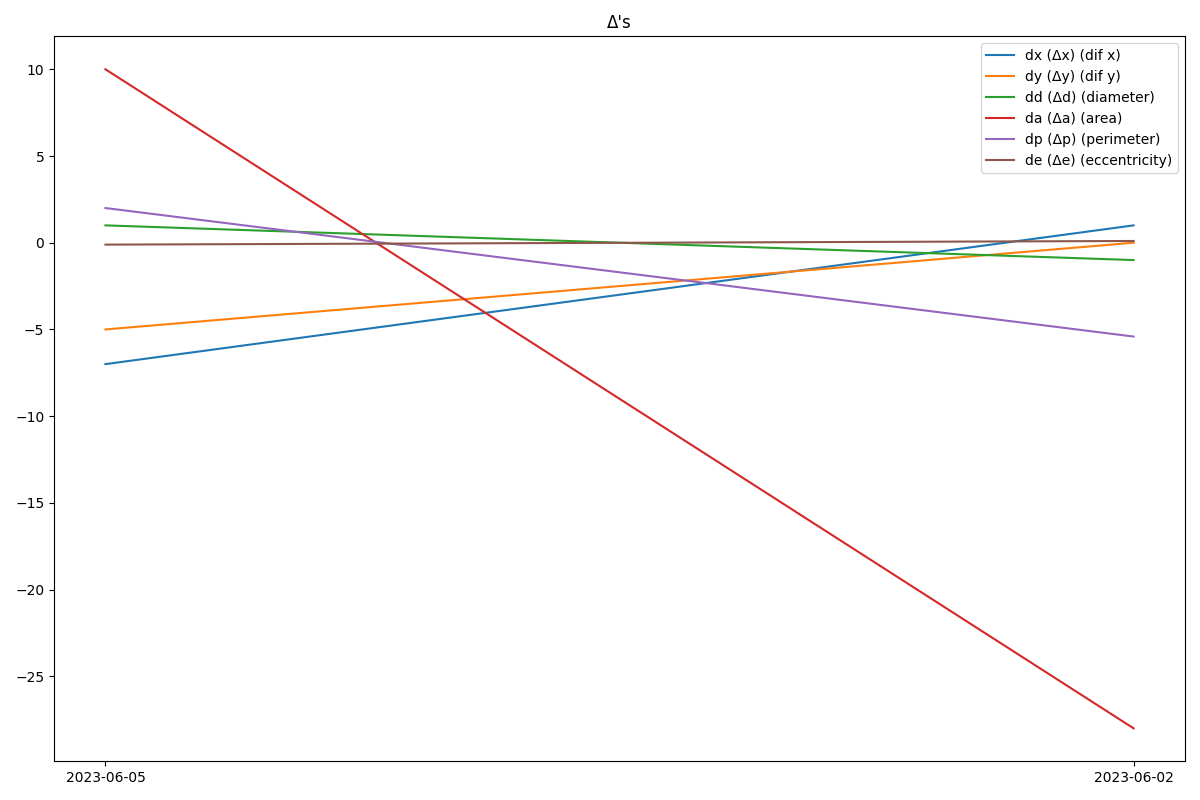 Δ's
dx (Δx) (dif x)
dy (Δy) (dif y)
dd (Δd) (diameter)
da (Δa) (area)
dp (Δp) (perimeter)
de (Δe) (eccentricity)
10
5
0
−5
−10
−15
−20
−25
2023-06-05
2023-06-02